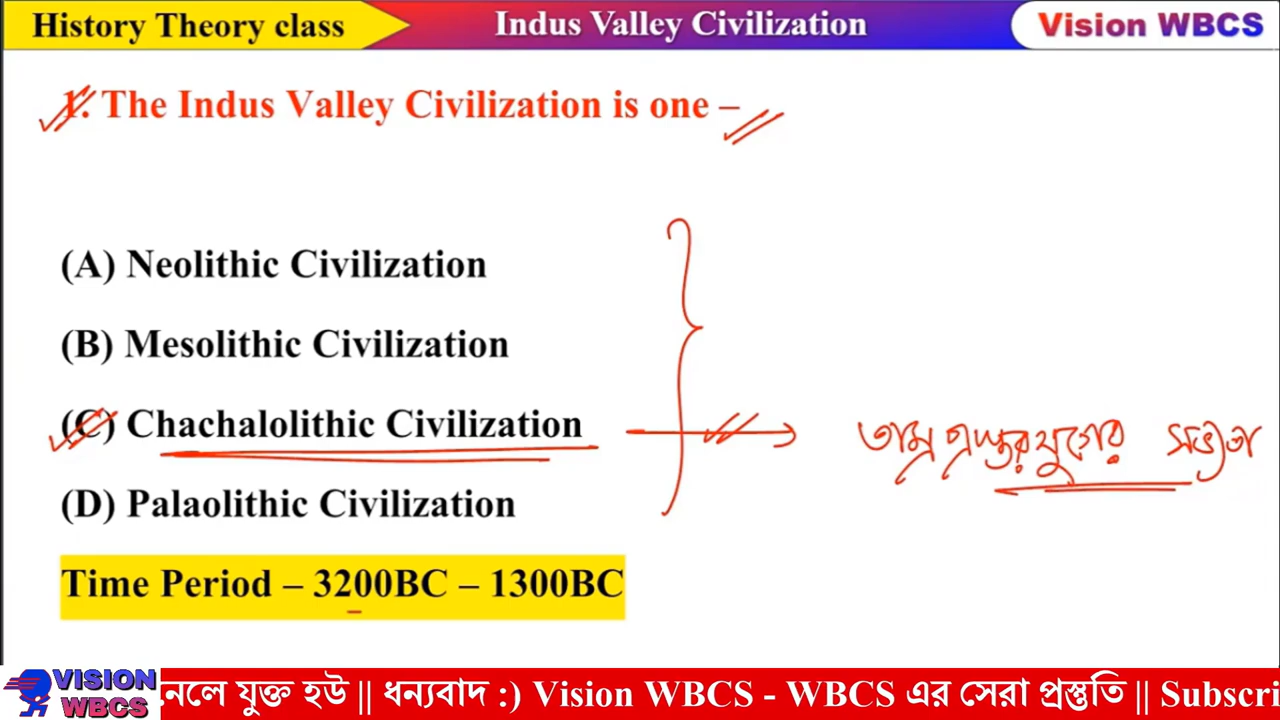 History Theory class
Indus Valley Civilization
Vision WBCS
1. The Indus Valley Civilization is one –
(A) Neolithic Civilization
(B) Mesolithic Civilization
(C) Chachalolithic Civilization
তাম্র প্রস্তরযুগের সভ্যতা
(D) Palaolithic Civilization
Time Period – 3200BC – 1300BC
VISION
WBCS
নেলে যুক্ত হউ || ধন্যবাদ :) Vision WBCS - WBCS এর সেরা প্রস্তুতি || Subscri